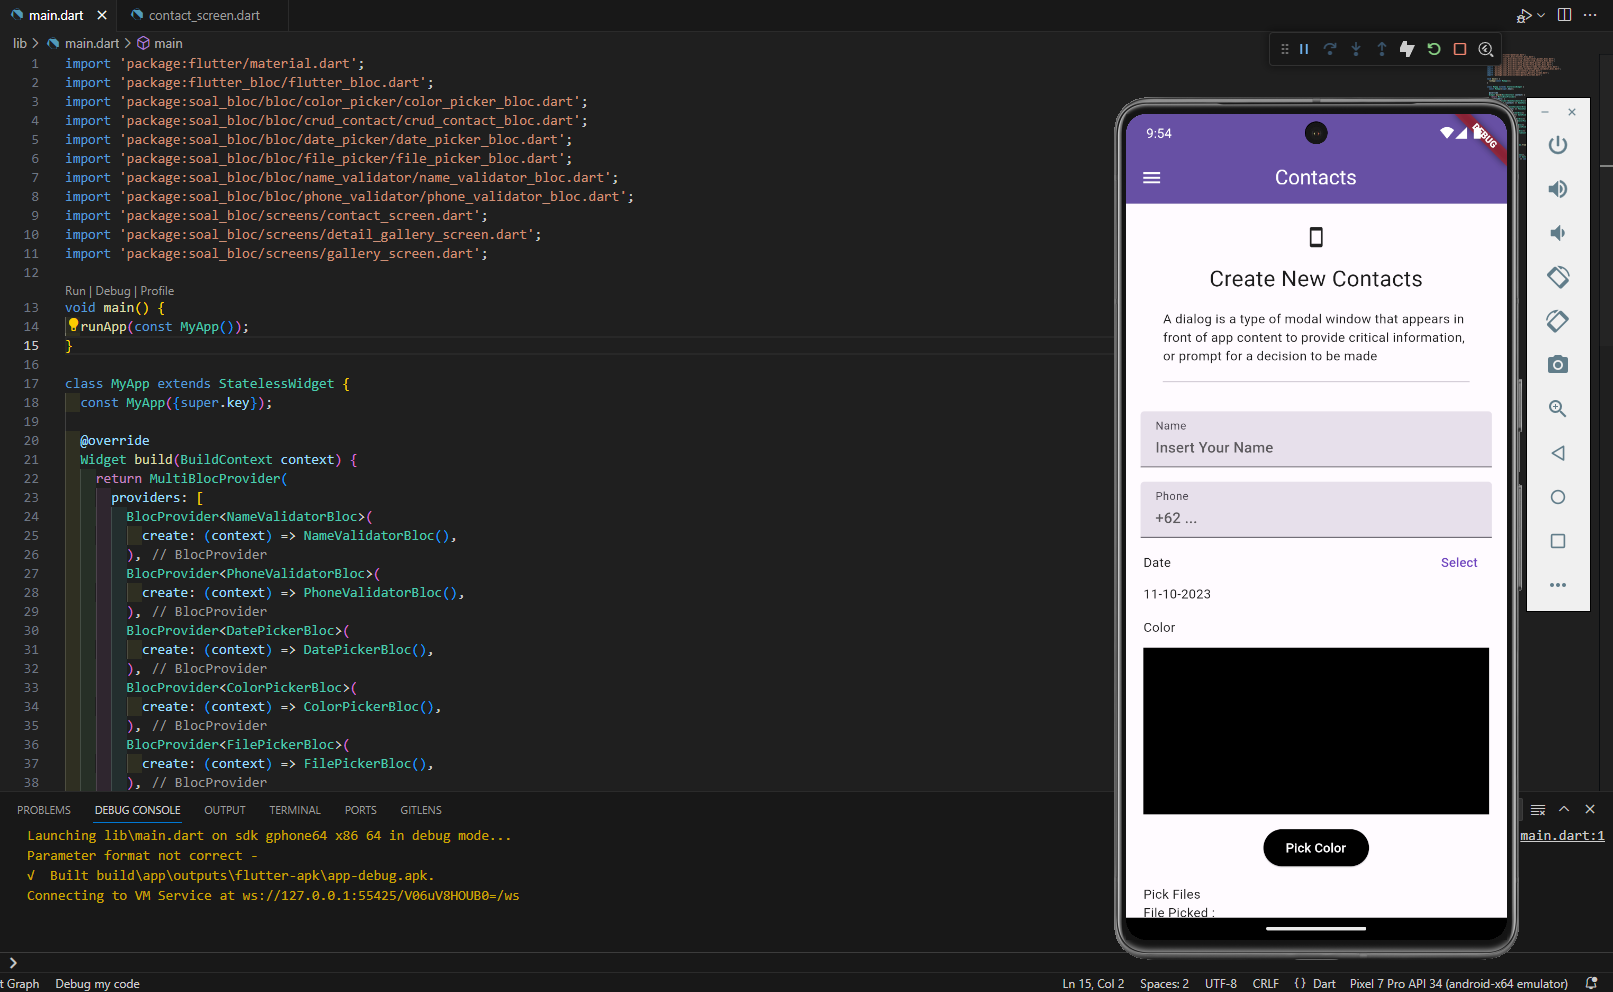 main.dart
contact_screen.dart
lib > main.dart > main
1 import 'package:flutter/material.dart';
2 import 'package:flutter_bloc/flutter_bloc.dart';
3 import 'package:soal_bloc/bloc/color_picker/color_picker_bloc.dart';
4 import 'package:soal_bloc/bloc/crud_contact/crud_contact_bloc.dart';
5 import 'package:soal_bloc/bloc/date_picker/date_picker_bloc.dart';
6 import 'package:soal_bloc/bloc/file_picker/file_picker_bloc.dart';
7 import 'package:soal_bloc/bloc/name_validator/name_validator_bloc.dart';
8 import 'package:soal_bloc/bloc/phone_validator/phone_validator_bloc.dart';
9 import 'package:soal_bloc/screens/contact_screen.dart';
10 import 'package:soal_bloc/screens/detail_gallery_screen.dart';
11 import 'package:soal_bloc/screens/gallery_screen.dart';
12
Run | Debug | Profile
13 void main() {
14 runApp(const MyApp());
15 }
16
17 class MyApp extends StatelessWidget {
18 const MyApp({super.key});
19
20 @override
21 Widget build(BuildContext context) {
22 return MultiBlocProvider(
23 providers: [
24 BlocProvider<NameValidatorBloc>(
25 create: (context) => NameValidatorBloc(),
26 ), // BlocProvider
27 BlocProvider<PhoneValidatorBloc>(
28 create: (context) => PhoneValidatorBloc(),
29 ), // BlocProvider
30 BlocProvider<DatePickerBloc>(
31 create: (context) => DatePickerBloc(),
32 ), // BlocProvider
33 BlocProvider<ColorPickerBloc>(
34 create: (context) => ColorPickerBloc(),
35 ), // BlocProvider
36 BlocProvider<FilePickerBloc>(
37 create: (context) => FilePickerBloc(),
38 ), // BlocProvider
PROBLEMS DEBUG CONSOLE OUTPUT TERMINAL PORTS GITLENS
Launching lib\main.dart on sdk gphone64 x86 64 in debug mode...
main.dart:1
Parameter format not correct -
√ Built build\app\outputs\flutter-apk\app-debug.apk.
Connecting to VM Service at ws://127.0.0.1:55425/V06uV8HOUB0=/ws
t Graph Debug my code
Ln 15, Col 2 Spaces: 2 UTF-8 CRLF {} Dart Pixel 7 Pro API 34 (android-x64 emulator)
9:54
DEBUG
Contacts
Create New Contacts
A dialog is a type of modal window that appears in
front of app content to provide critical information,
or prompt for a decision to be made
Name
Insert Your Name
Phone
+62 ...
Date Select
11-10-2023
Color
Pick Color
Pick Files
File Picked :